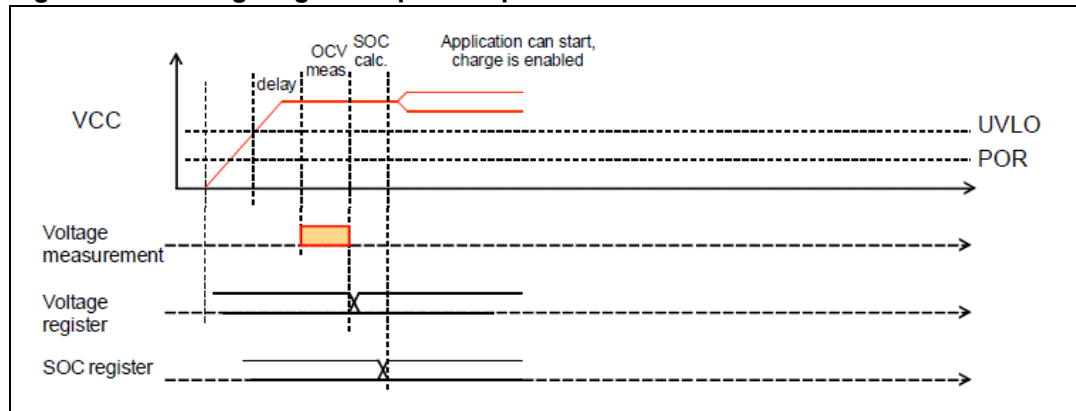 OCV
meas.
SOC
calc.
Application can start,
charge is enabled
delay
VCC
UVLO
POR
Voltage
measurement
Voltage
register
SOC register